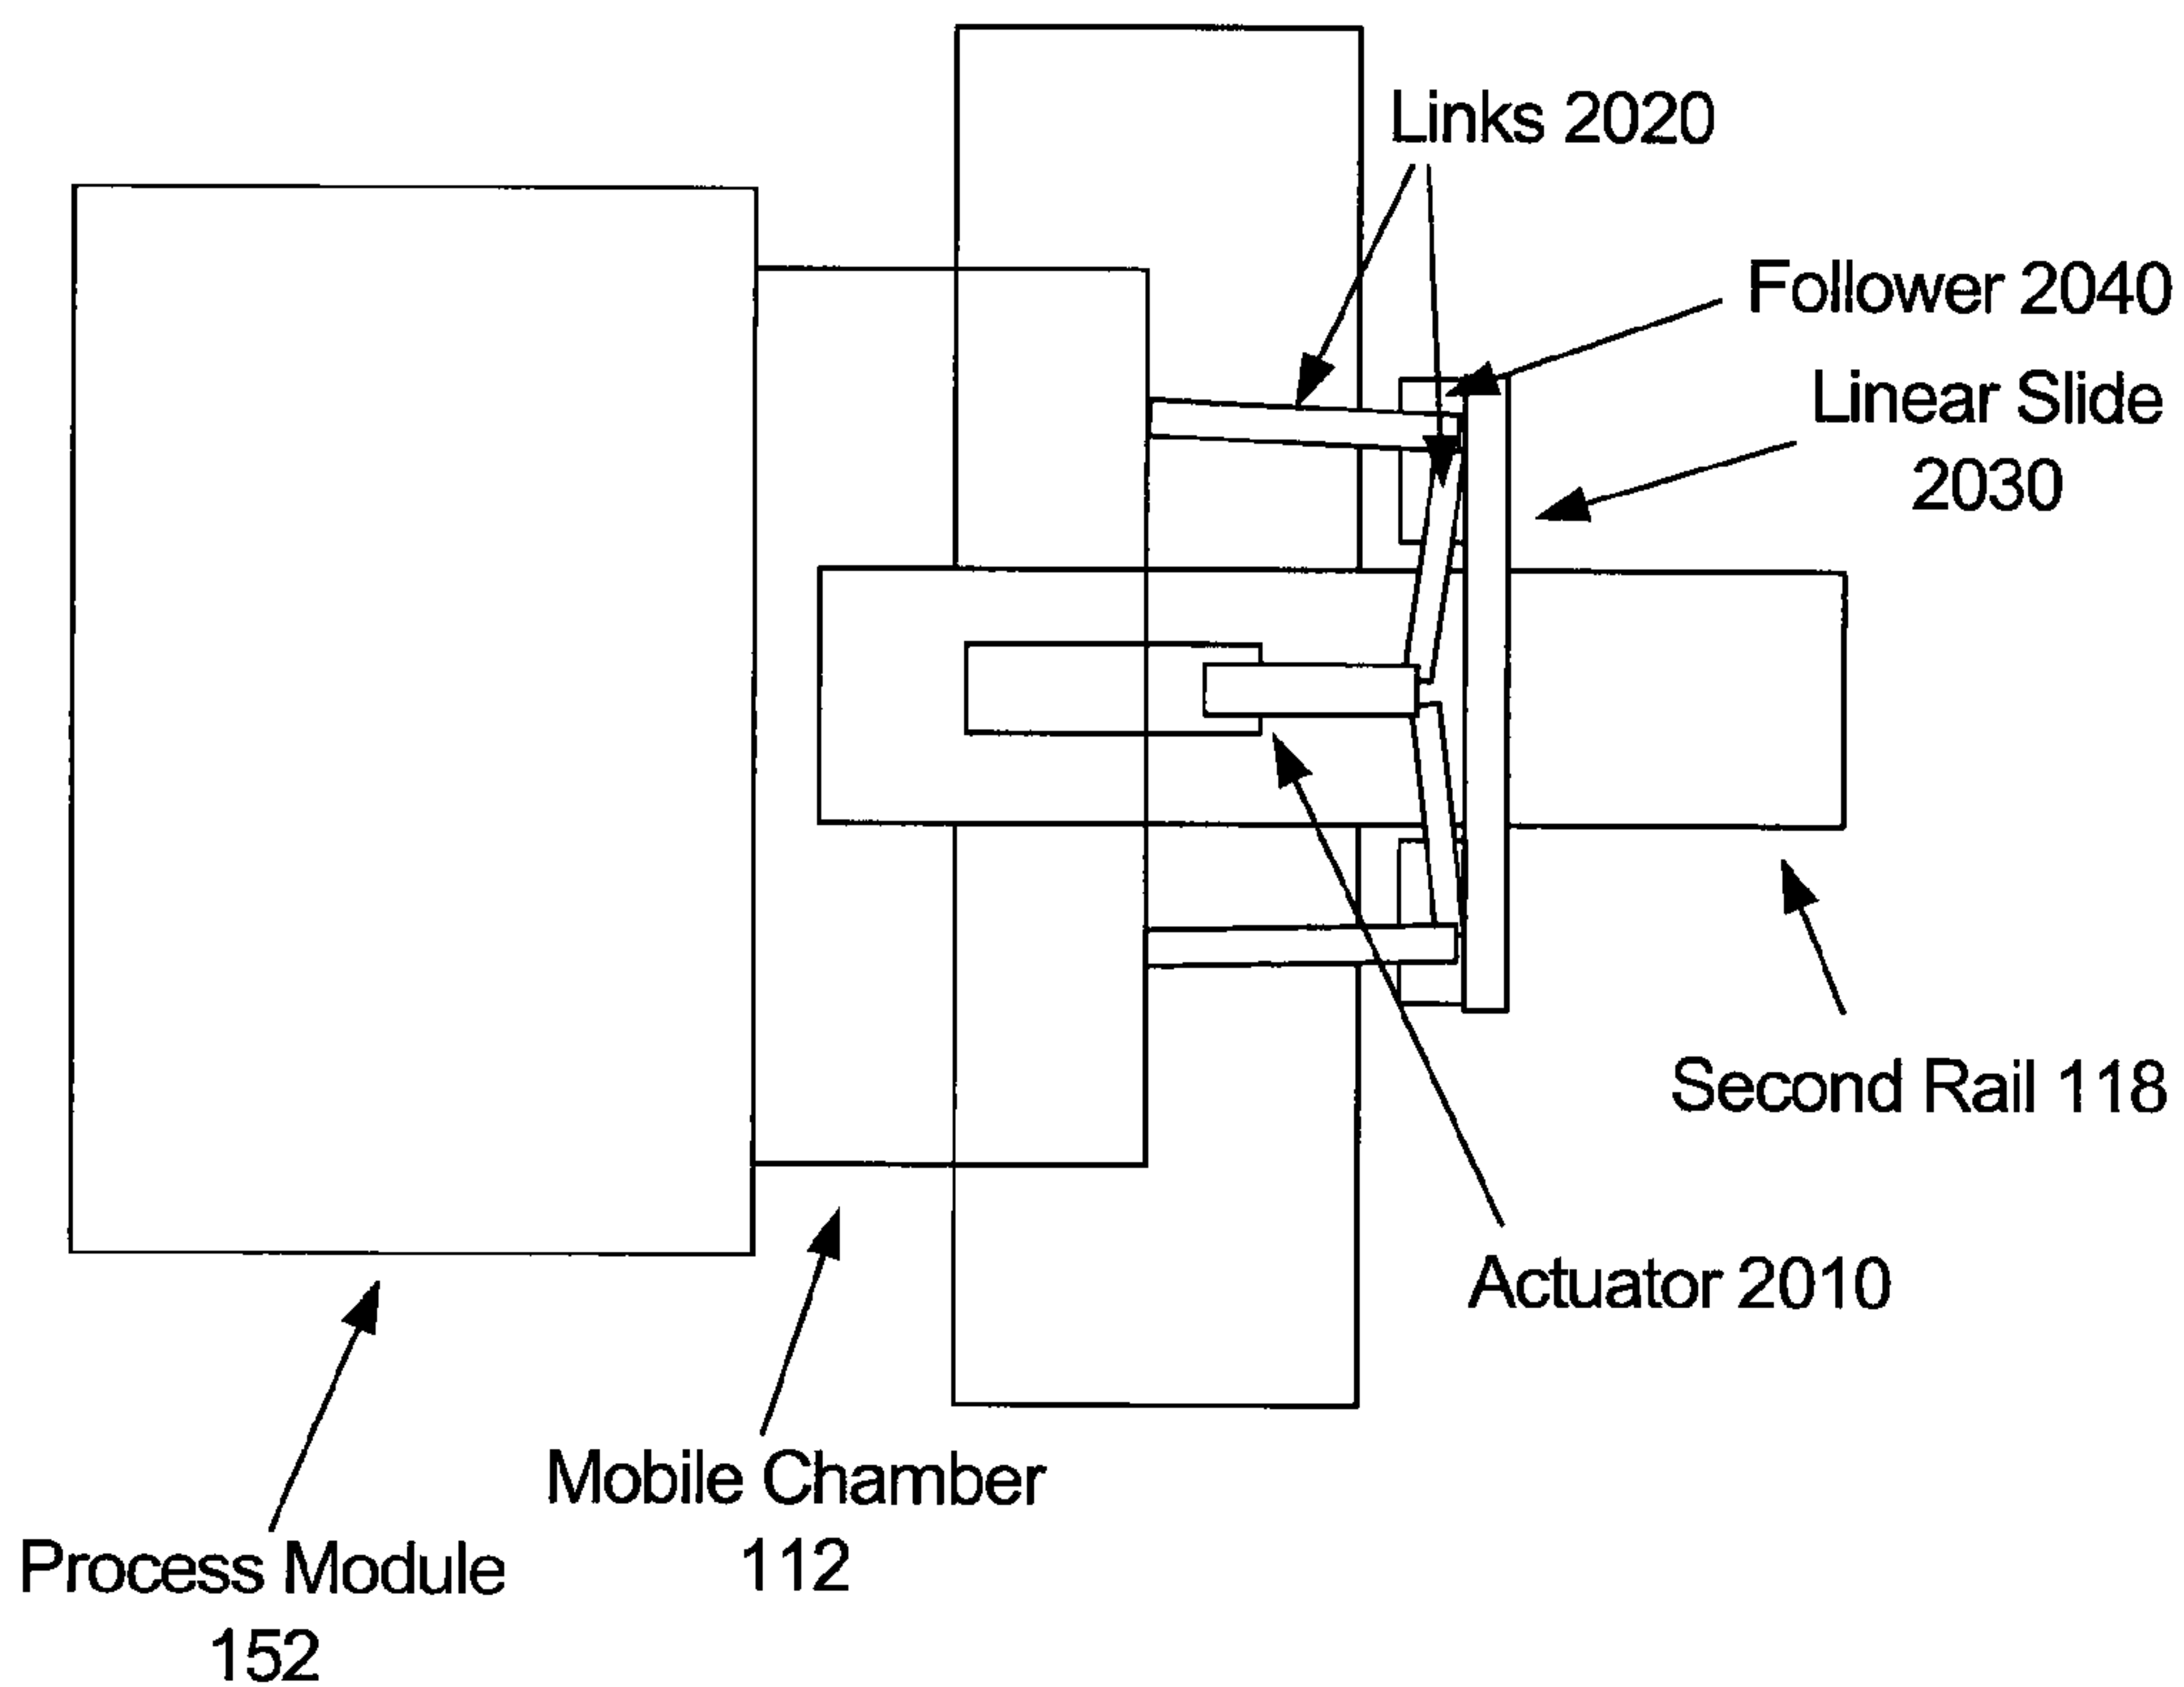 Links 2020
Follower 2040
Linear Slide
2030
Second Rail 118
Actuator 2010
Mobile Chamber
112
Process Module
152